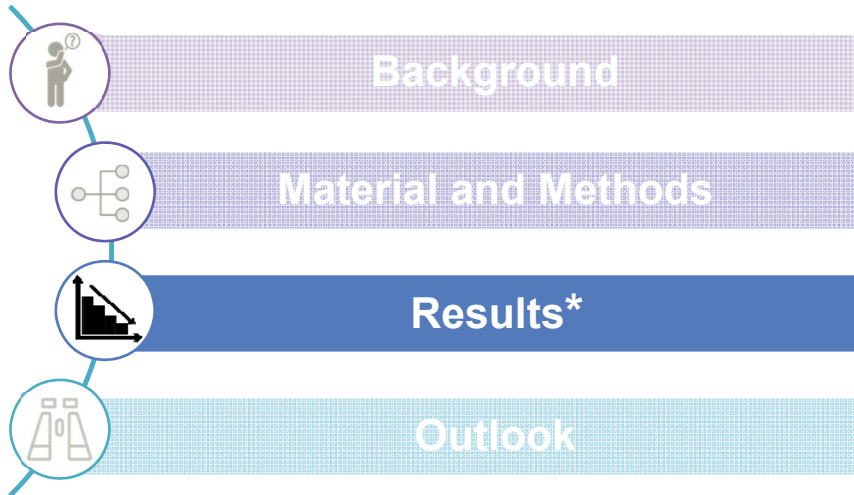 ?
Background
Material and Methods
Results*
Outlook